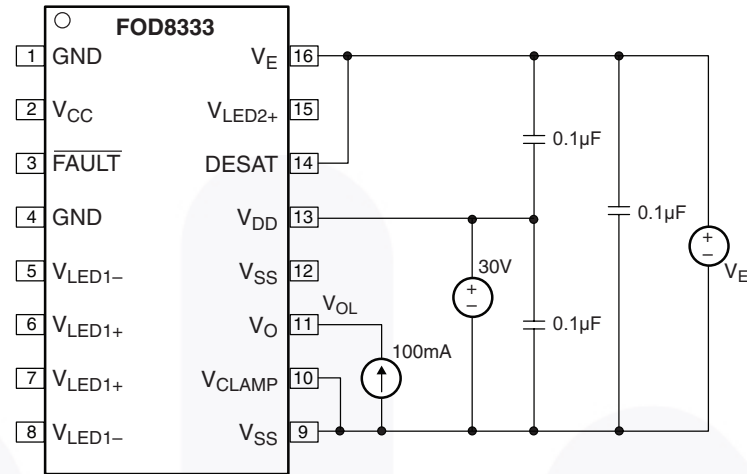 FOD8333
1 GND VE 16
2 VCC VLED2+ 15
3 FAULT DESAT 14
0.1µF
4 GND VDD 13
0.1µF
5 VLED1– VSS 12
30V
+
–
+
–
VE
6 VLED1+ VO 11
VOL
0.1µF
100mA
7 VLED1+ VCLAMP 10
8 VLED1– VSS 9